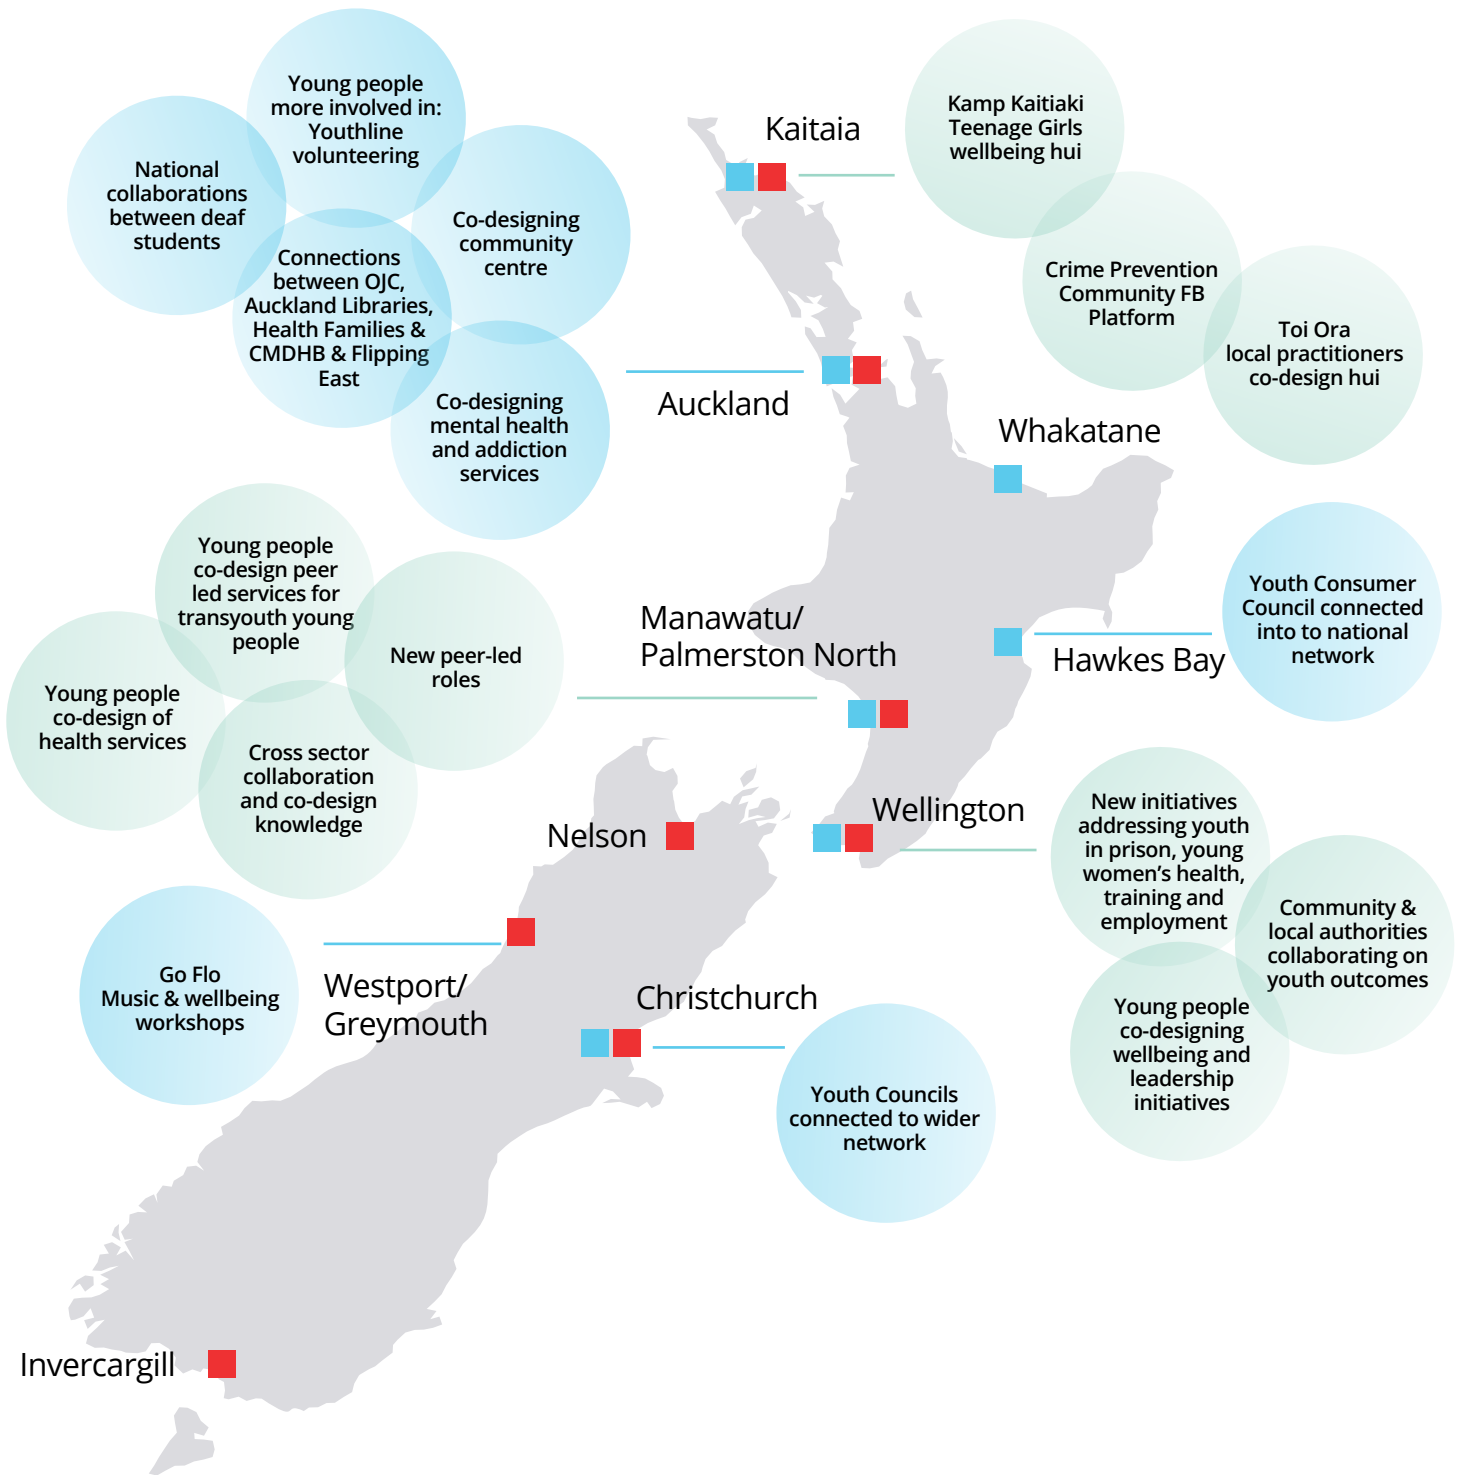 Young people
more involved in:
Youthline
volunteering
National
collaborations
between deaf
students
Co-designing
community
centre
Connections
between OJC,
Auckland Libraries,
Health Families &
CMDHB & Flipping
East
Co-designing
mental health
and addiction
services
Auckland
Kaitaia
Kamp Kaitiaki
Teenage Girls
wellbeing hui
Crime Prevention
Community FB
Platform
Toi Ora
local practitioners
co-design hui
Whakatane
Young people
co-design peer
led services for
transyouth young
people
New peer-led
roles
Young people
co-design of
health services
Cross sector
collaboration
and co-design
knowledge
Manawatu/
Palmerston North
Hawkes Bay
Youth Consumer
Council connected
into to national
network
Wellington
New initiatives
addressing youth
in prison, young
women's health,
training and
employment
Community &
local authorities
collaborating on
youth outcomes
Young people
co-designing
wellbeing and
leadership
initiatives
Nelson
Go Flo
Music & wellbeing
workshops
Westport/
Greymouth
Christchurch
Youth Councils
connected to wider
network
Invercargill